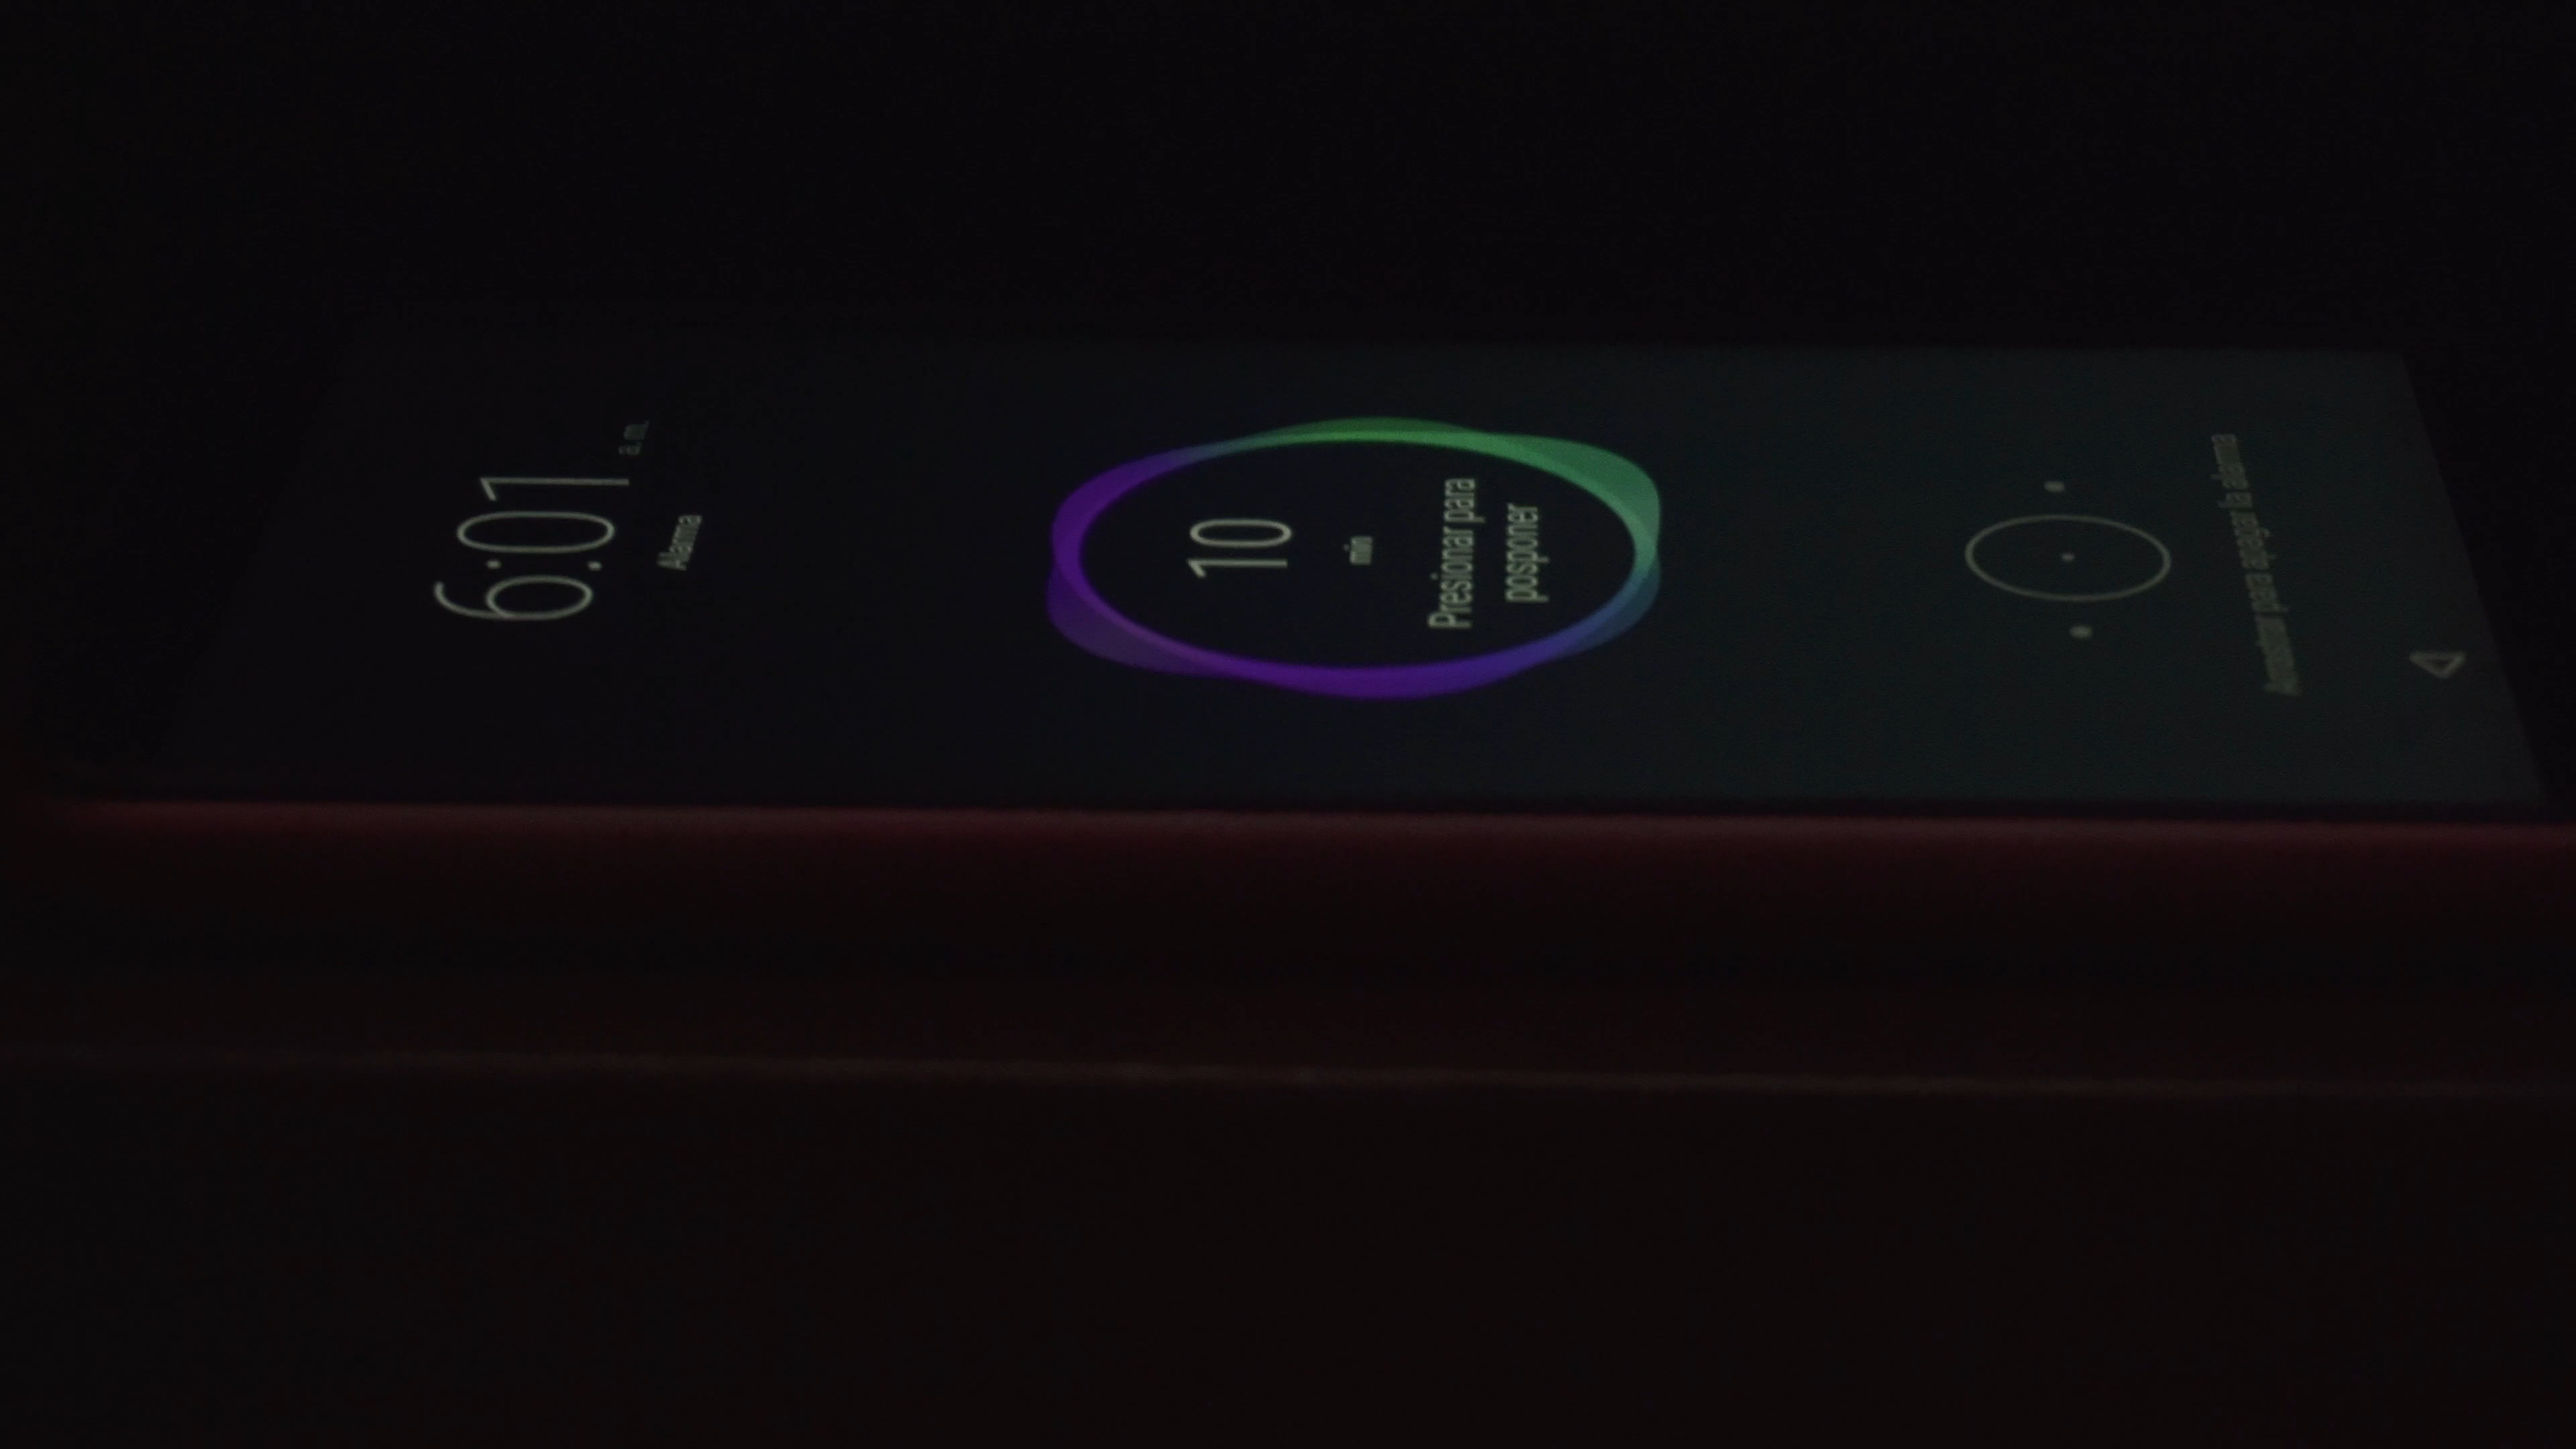 6:01 a.m.
Alarma
10
min
Presionar para
posponer
Arrastrar para apagar la alarma